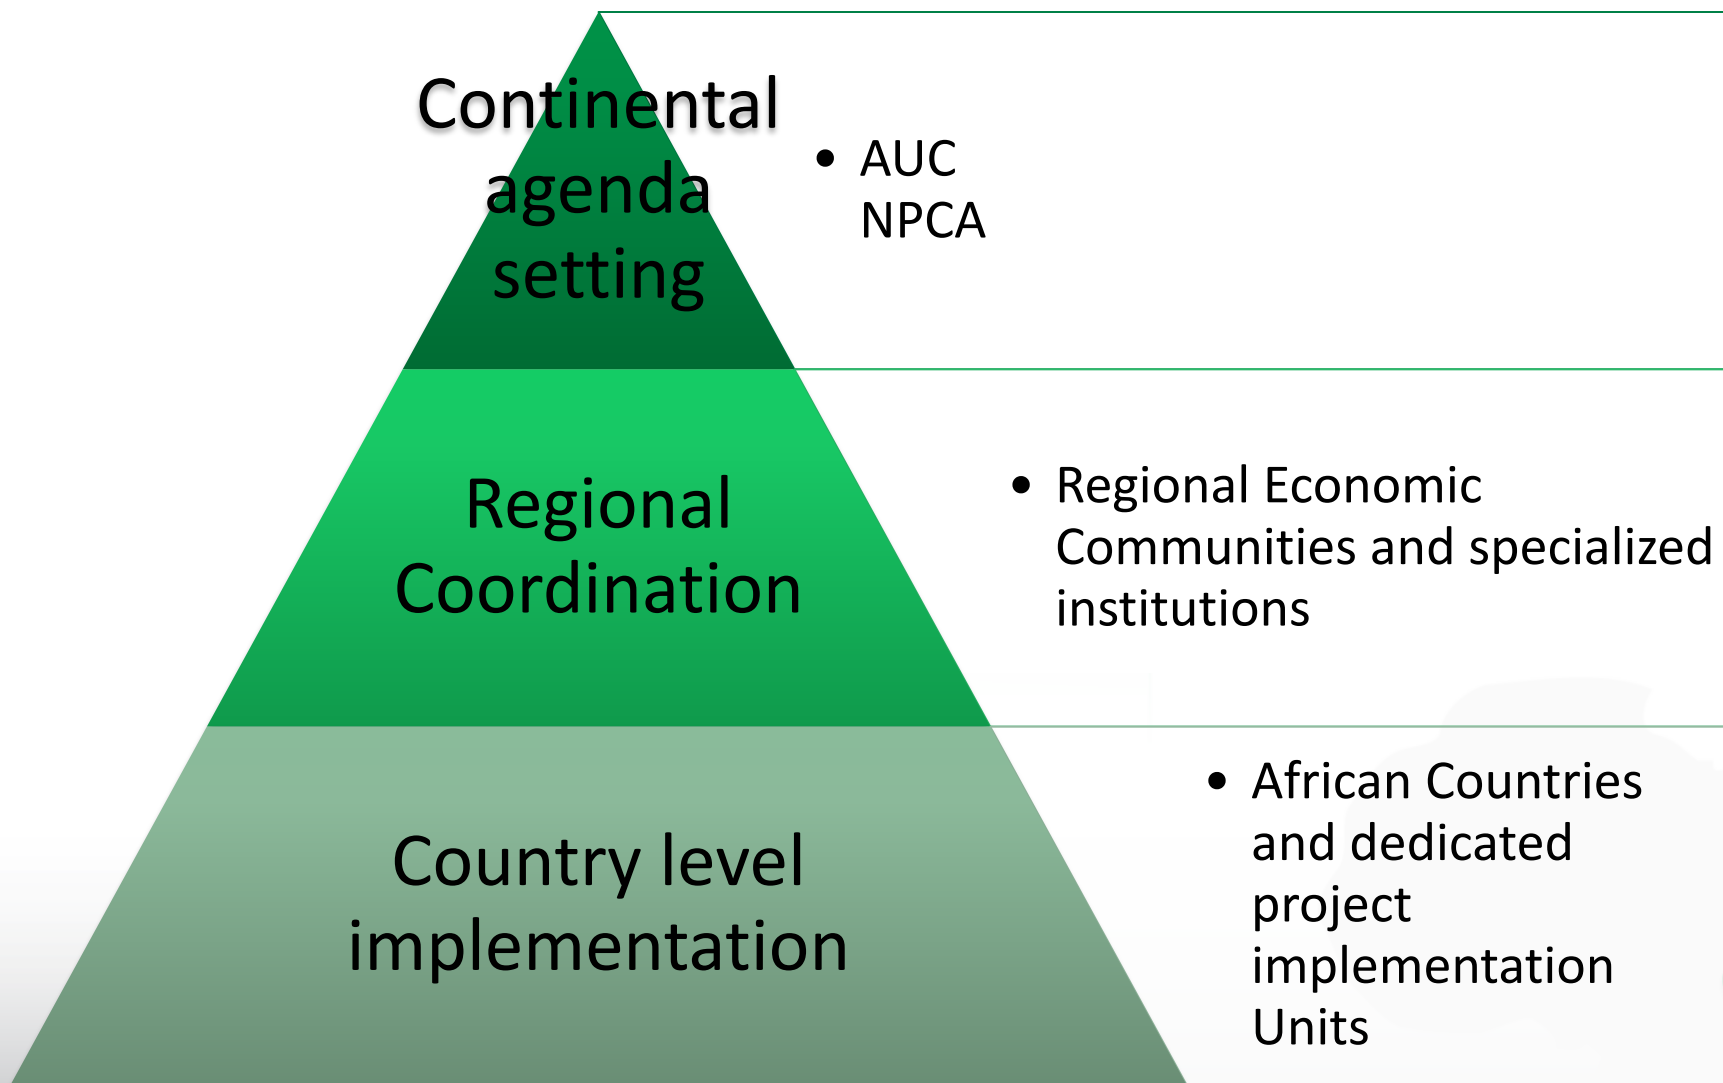 Continental
agenda
setting
• AUC
NPCA
Regional
Coordination
• Regional Economic
Communities and specialized
institutions
Country level
implementation
• African Countries
and dedicated
project
implementation
Units